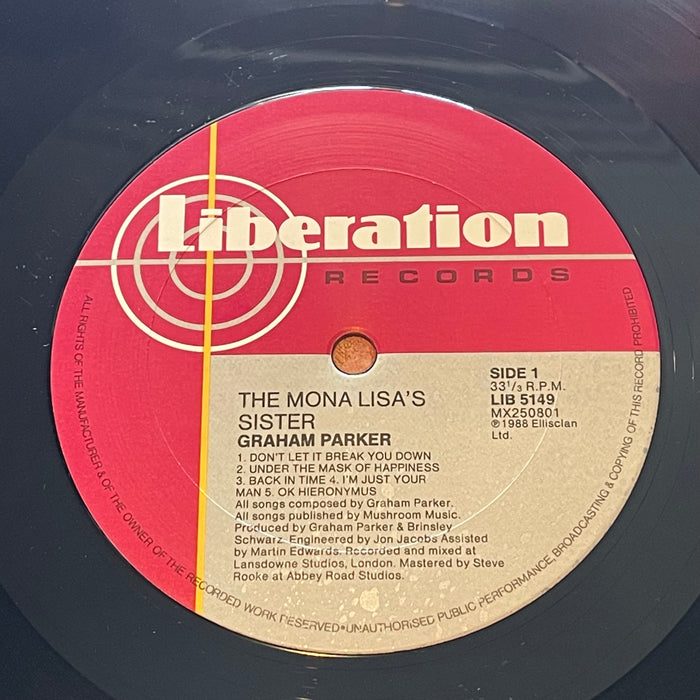 Liberation
RECORDS
SIDE 1
33 1/3 R.P.M.
LIB 5149
MX250801
℗1988 Ellisclan
Ltd.
THE MONA LISA'S
SISTER
GRAHAM PARKER
1. DON'T LET IT BREAK YOU DOWN
2. UNDER THE MASK OF HAPPINESS
3. BACK IN TIME 4. I'M JUST YOUR
MAN 5. OK HIERONYMUS
All songs composed by Graham Parker.
All songs published by Mushroom Music.
Produced by Graham Parker & Brinsley
Schwarz. Engineered by Jon Jacobs Assisted
by Martin Edwards. Recorded and mixed at
Lansdowne Studios, London. Mastered by Steve
Rooke at Abbey Road Studios.
ALL RIGHTS OF THE MANUFACTURER & OF THE OWNER OF THE RECORDED WORK RESERVED•UNAUTHORISED PUBLIC PERFORMANCE, BROADCASTING & COPYING OF THIS RECORD PROHIBITED